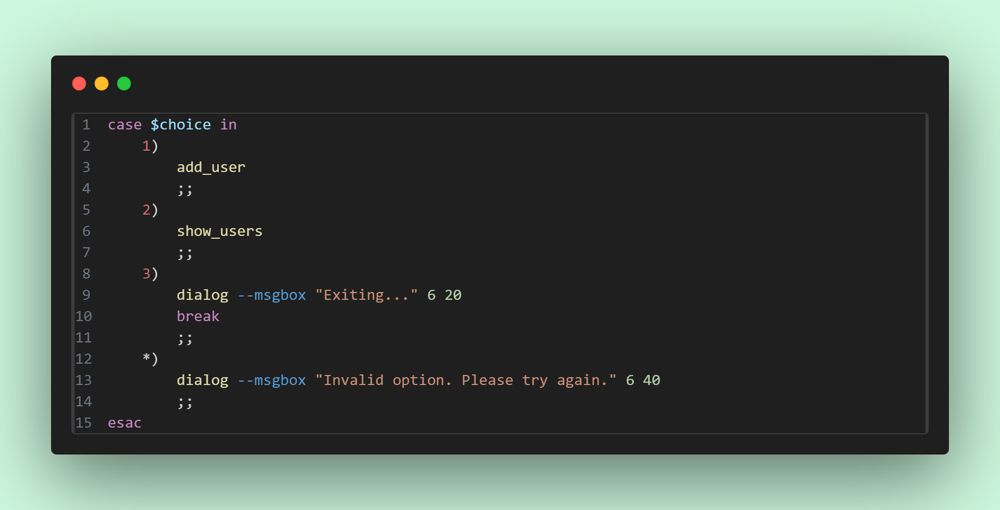 1 case $choice in
2     1)
3         add_user
4         ;;
5     2)
6         show_users
7         ;;
8     3)
9         dialog --msgbox "Exiting..." 6 20
10         break
11         ;;
12     *)
13         dialog --msgbox "Invalid option. Please try again." 6 40
14         ;;
15 esac